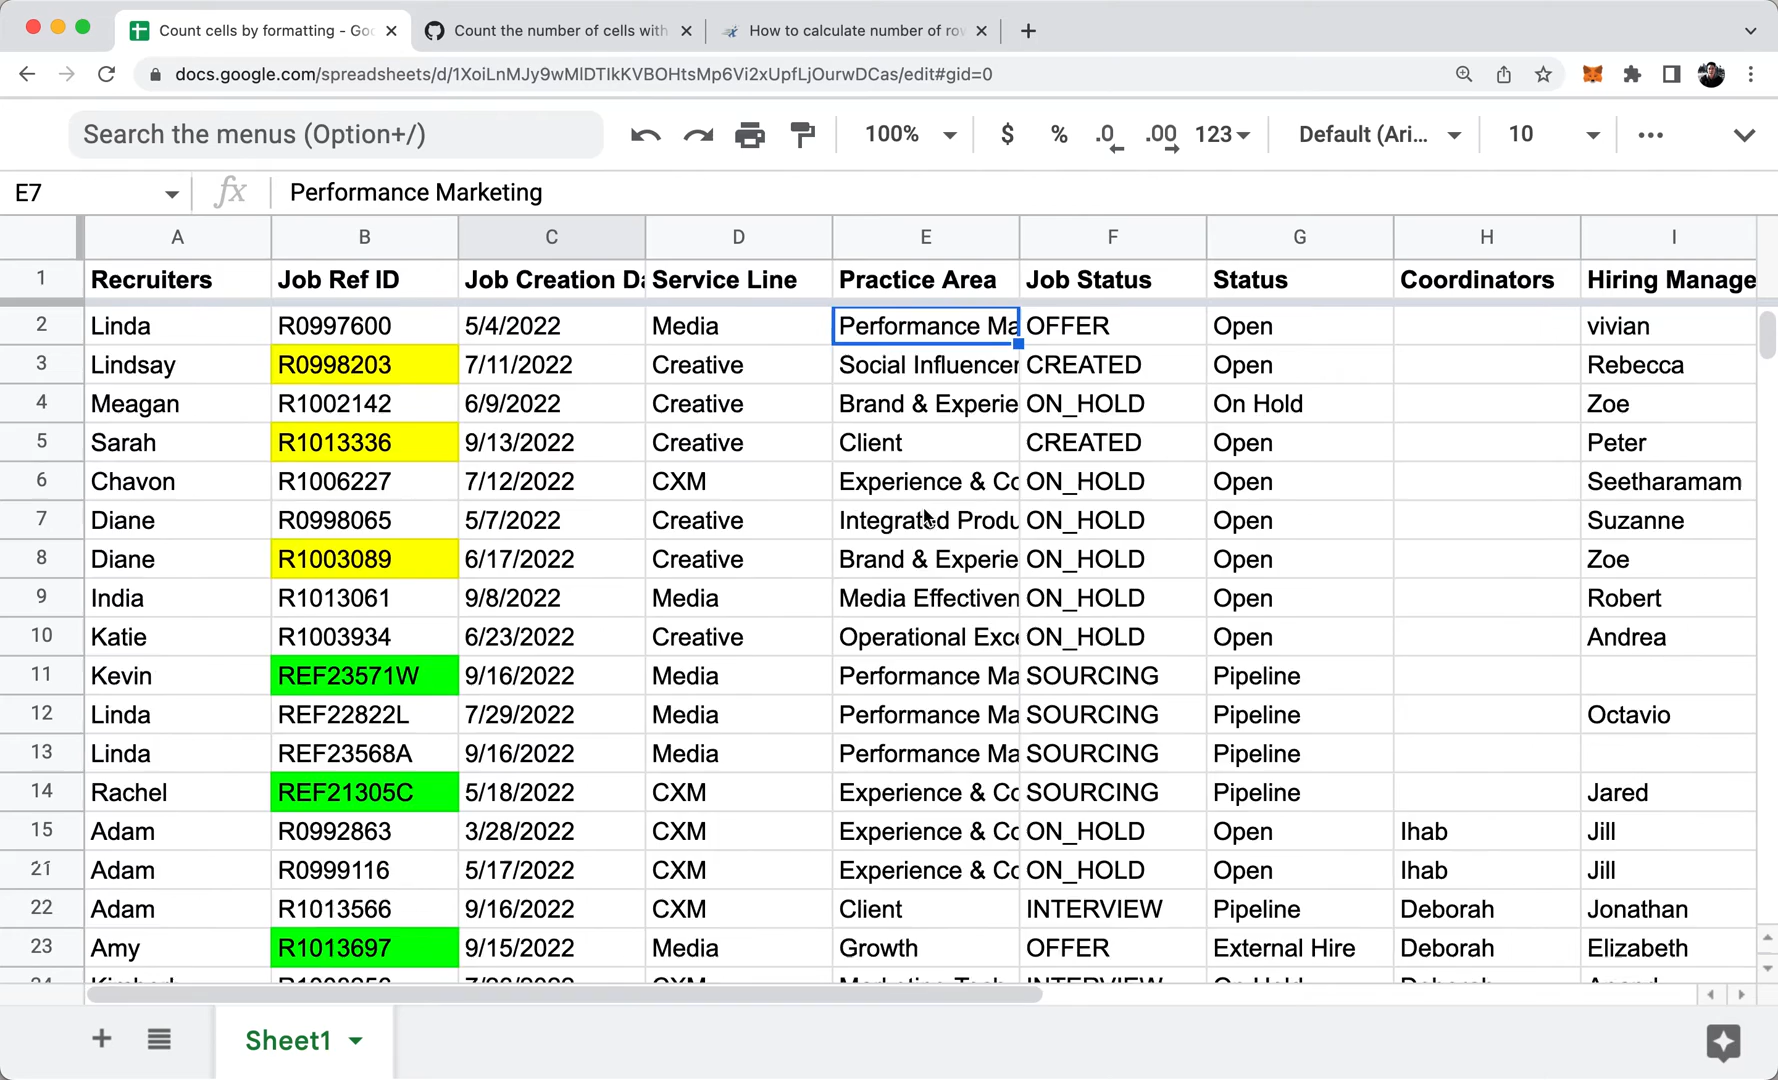 Count cells by formatting - Goo
Count the number of cells with
How to calculate number of row
docs.google.com/spreadsheets/d/1XoiLnMJy9wMlDTIkKVBOHtsMp6Vi2xUpfLjOurwDCas/edit#gid=0
Search the menus (Option+/) 100% $ % .0 .00 123 Default (Ari... 10
E7 fx Performance Marketing
A B C D E F G H I
1 Recruiters Job Ref ID Job Creation Da Service Line Practice Area Job Status Status Coordinators Hiring Manage
2 Linda R0997600 5/4/2022 Media Performance Ma OFFER Open vivian
3 Lindsay R0998203 7/11/2022 Creative Social Influencer CREATED Open Rebecca
4 Meagan R1002142 6/9/2022 Creative Brand & Experie ON_HOLD On Hold Zoe
5 Sarah R1013336 9/13/2022 Creative Client CREATED Open Peter
6 Chavon R1006227 7/12/2022 CXM Experience & Co ON_HOLD Open Seetharamam
7 Diane R0998065 5/7/2022 Creative Integrated Produ ON_HOLD Open Suzanne
8 Diane R1003089 6/17/2022 Creative Brand & Experie ON_HOLD Open Zoe
9 India R1013061 9/8/2022 Media Media Effectiven ON_HOLD Open Robert
10 Katie R1003934 6/23/2022 Creative Operational Exce ON_HOLD Open Andrea
11 Kevin REF23571W 9/16/2022 Media Performance Ma SOURCING Pipeline
12 Linda REF22822L 7/29/2022 Media Performance Ma SOURCING Pipeline Octavio
13 Linda REF23568A 9/16/2022 Media Performance Ma SOURCING Pipeline
14 Rachel REF21305C 5/18/2022 CXM Experience & Co SOURCING Pipeline Jared
15 Adam R0992863 3/28/2022 CXM Experience & Co ON_HOLD Open Ihab Jill
21 Adam R0999116 5/17/2022 CXM Experience & Co ON_HOLD Open Ihab Jill
22 Adam R1013566 9/16/2022 CXM Client INTERVIEW Pipeline Deborah Jonathan
23 Amy R1013697 9/15/2022 Media Growth OFFER External Hire Deborah Elizabeth
Sheet1